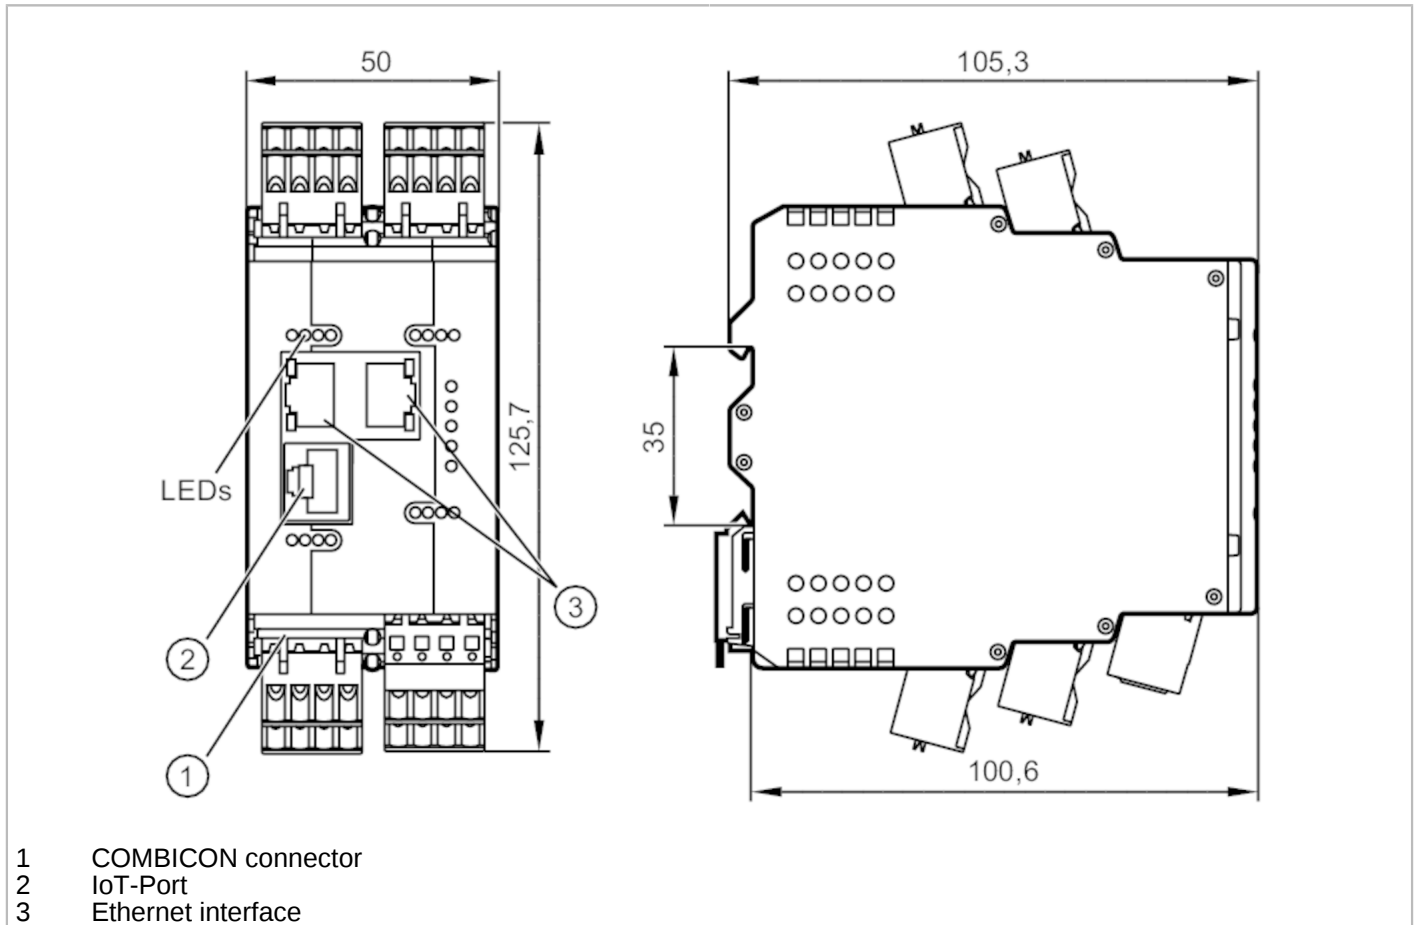 50
105,3
125,7
35
LEDs
3
2
1
100,6
1 COMBICON connector
2 IoT-Port
3 Ethernet interface